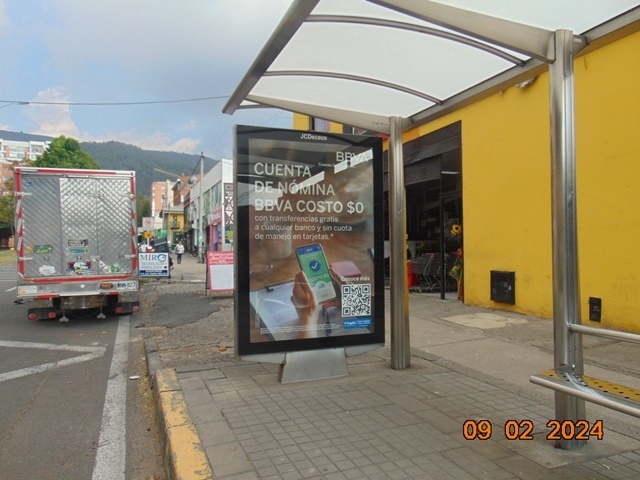 JCDecaux
BBVA
CUENTA
DE NÓMINA
BBVA COSTO $0
con transferencias gratis
a cualquier banco y sin cuota
de manejo en tarjetas.*
Conoce más
MIRO
09 02 2024